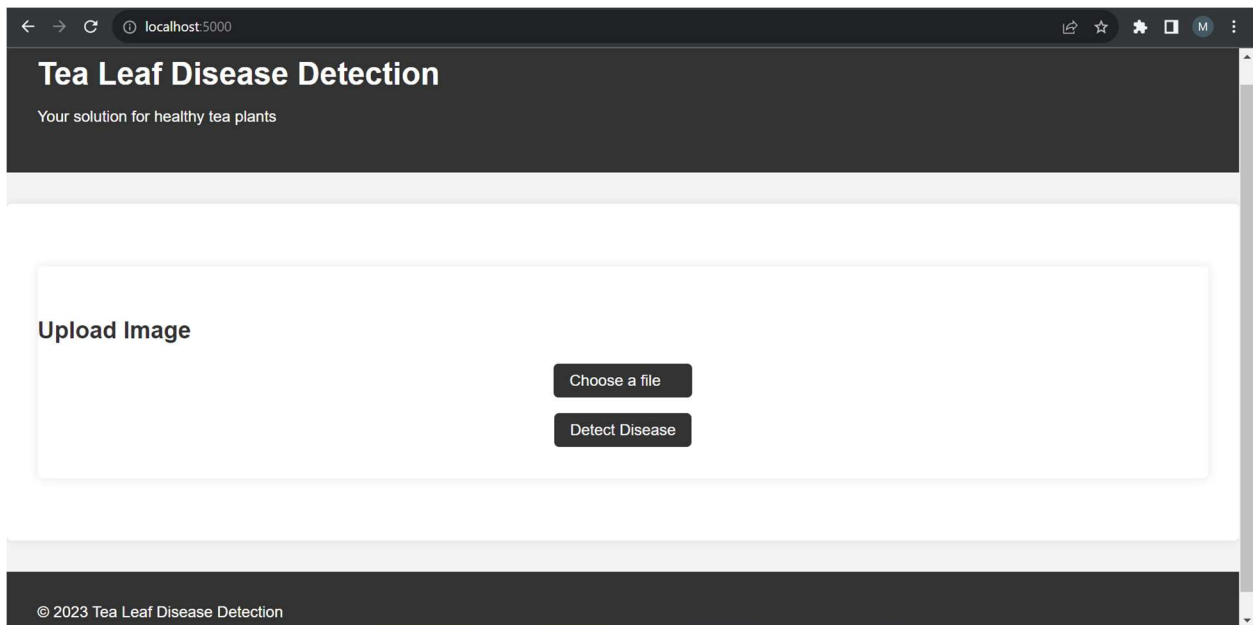 localhost:5000
M
Tea Leaf Disease Detection
Your solution for healthy tea plants
Upload Image
Choose a file
Detect Disease
© 2023 Tea Leaf Disease Detection